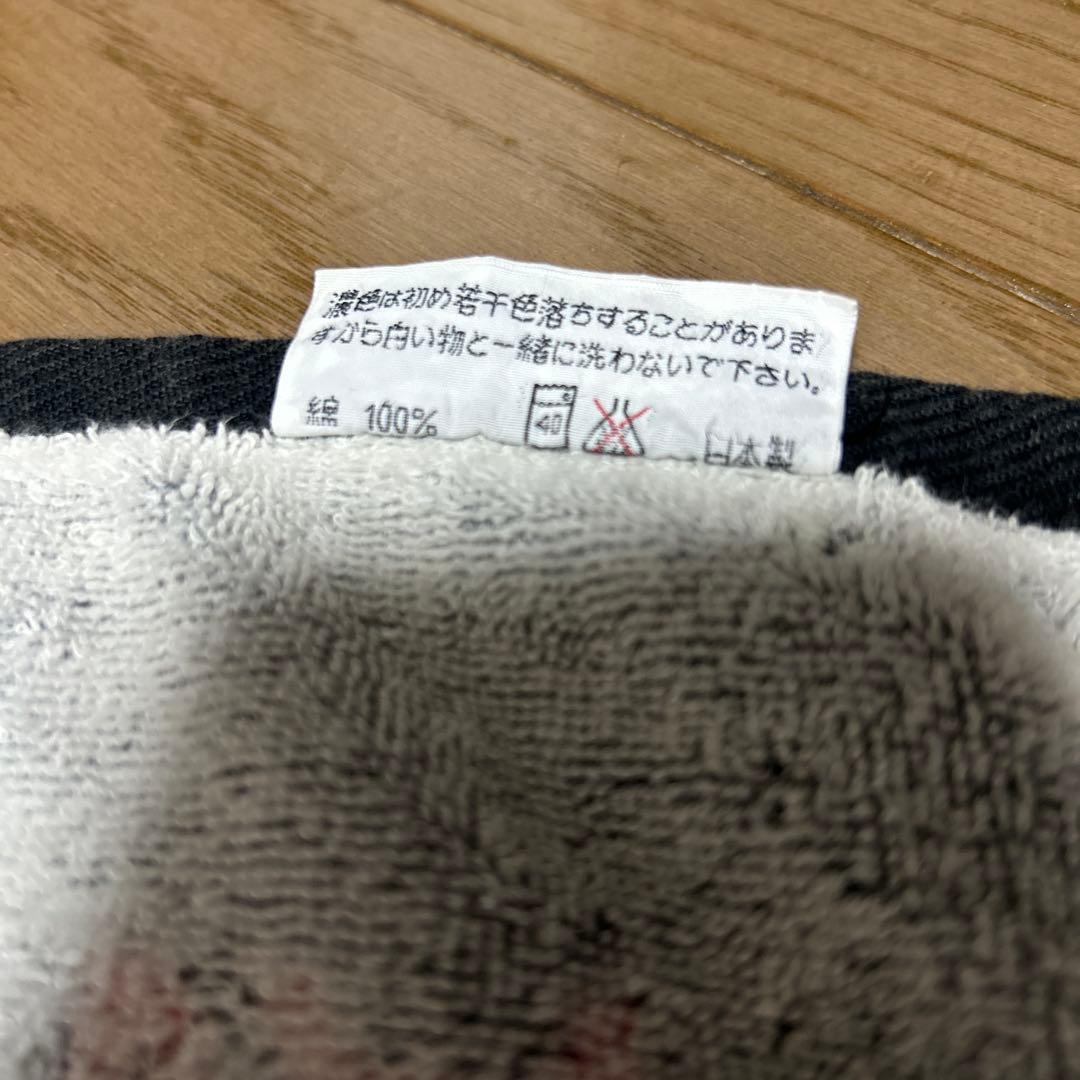 濃色は初め若干色落ちすることがありま
すから白い物と一緒に洗わないで下さい。
綿 100% 40 日本製